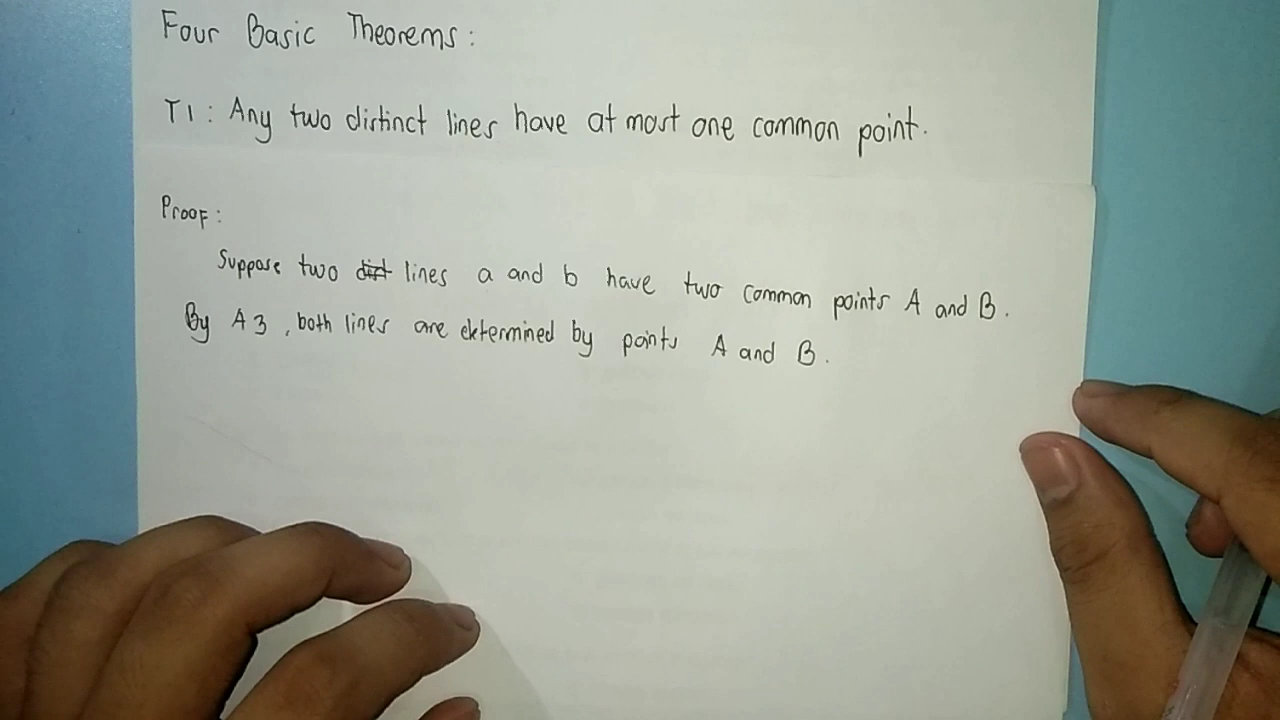 Four Basic Theorems:
T1: Any two distinct lines have at most one common point.
Proof:
Suppose two dist lines a and b have two common points A and B.
By A3, both lines are determined by points A and B.